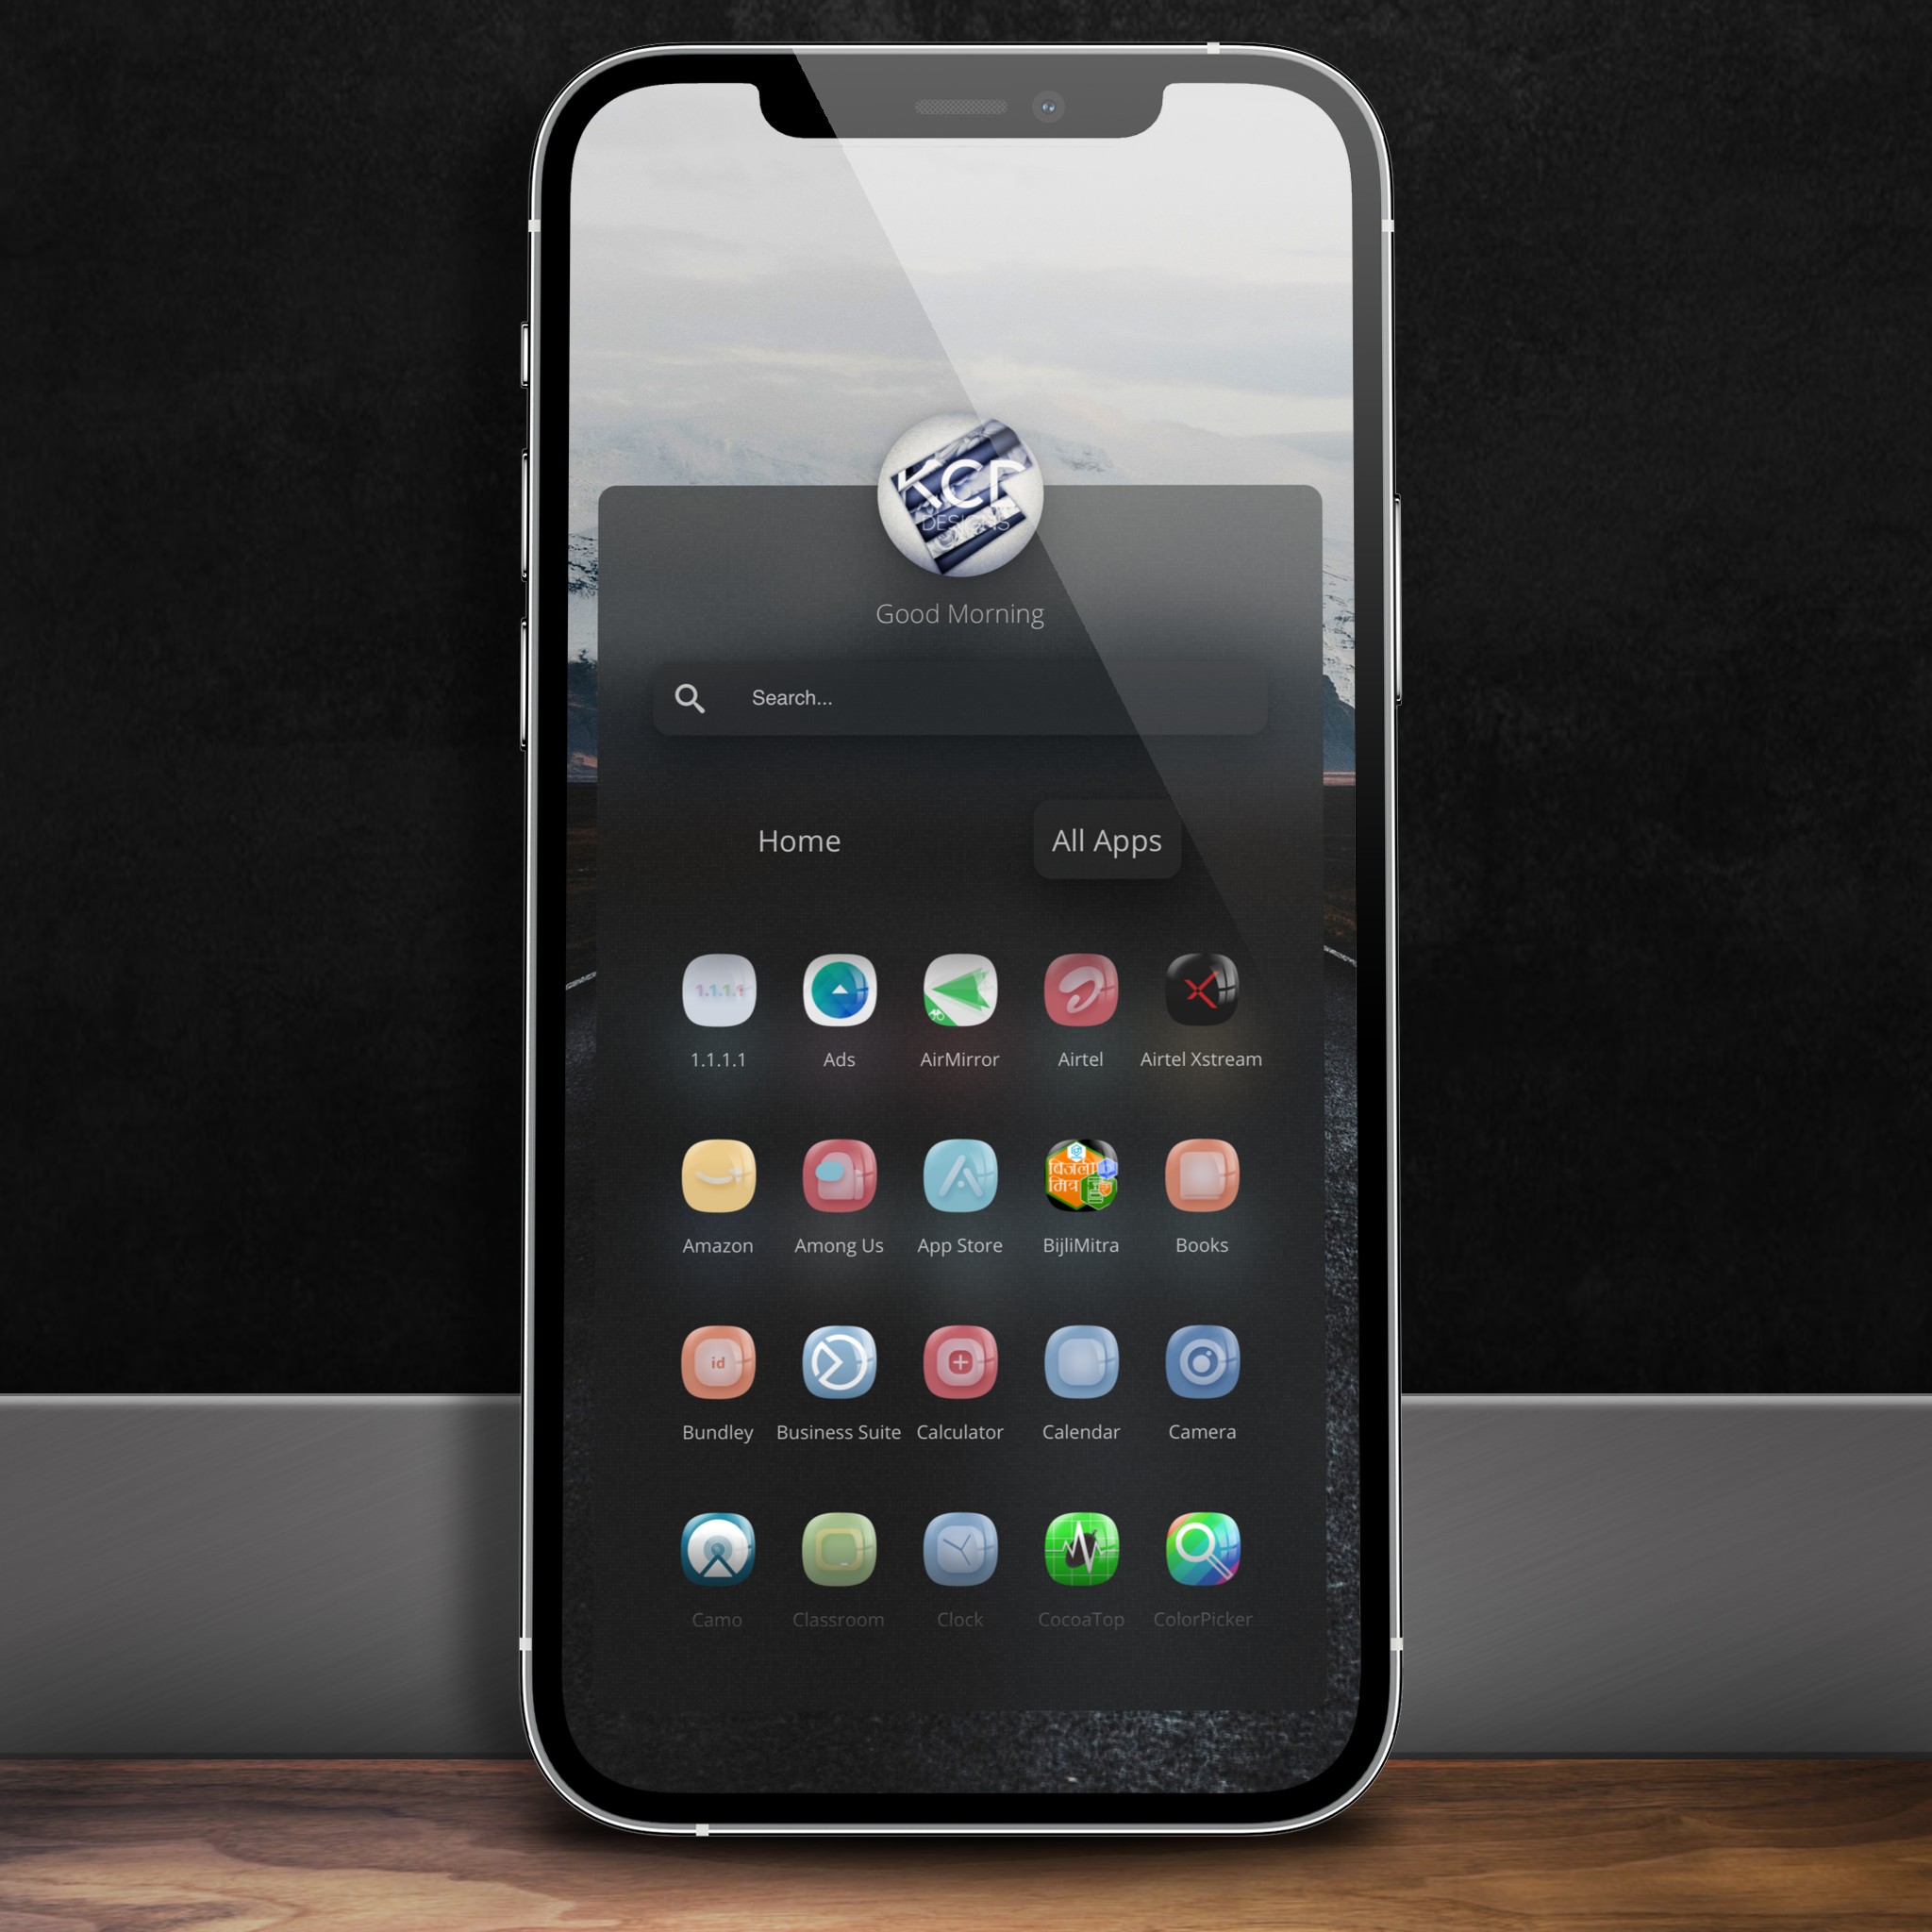 KCP
DESIGNS
Good Morning
Search...
Home All Apps
1.1.1.1
1.1.1.1 Ads AirMirror Airtel Airtel Xstream
बिजली
मित्र
Amazon Among Us App Store BijliMitra Books
id
Bundley Business Suite Calculator Calendar Camera
Camo Classroom Clock CocoaTop ColorPicker